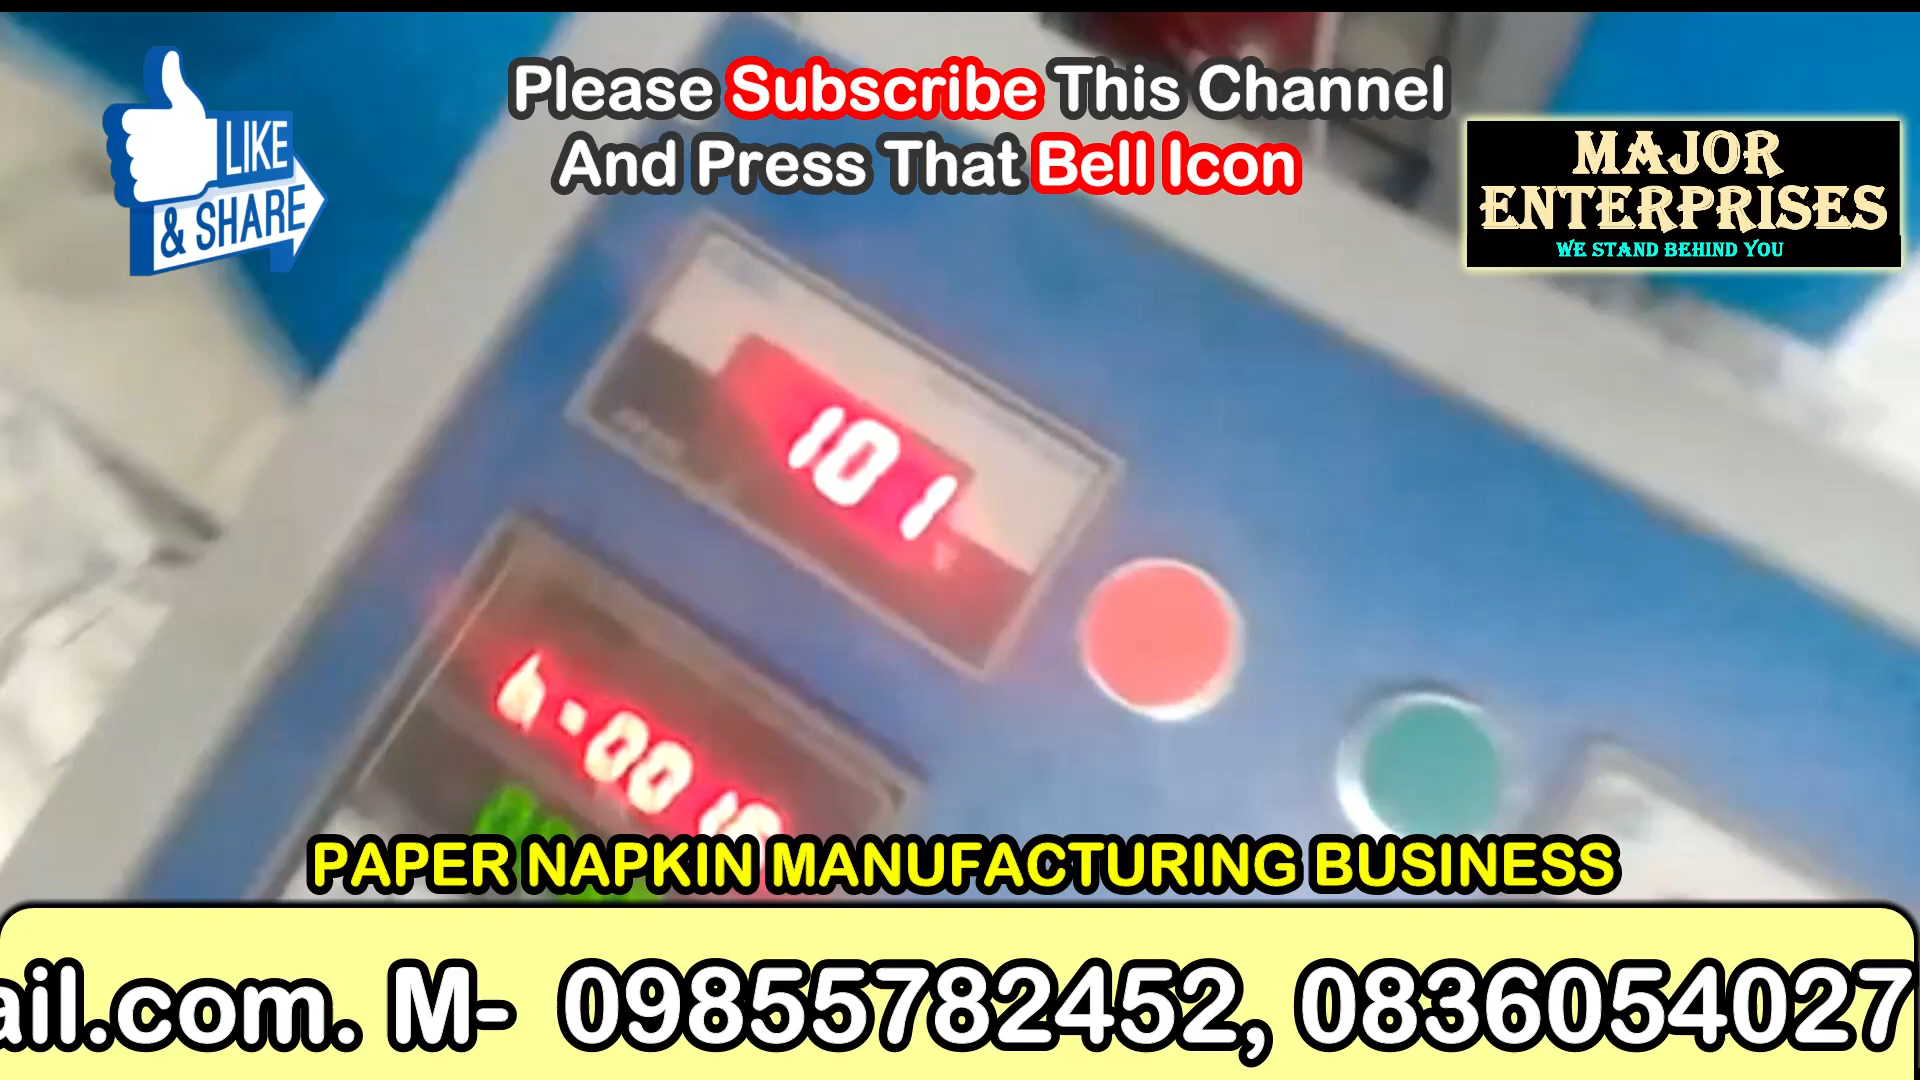 Please Subscribe This Channel
And Press That Bell Icon
LIKE
& SHARE
MAJOR
ENTERPRISES
WE STAND BEHIND YOU
101
PAPER NAPKIN MANUFACTURING BUSINESS
ail.com. M- 09855782452, 0836054027